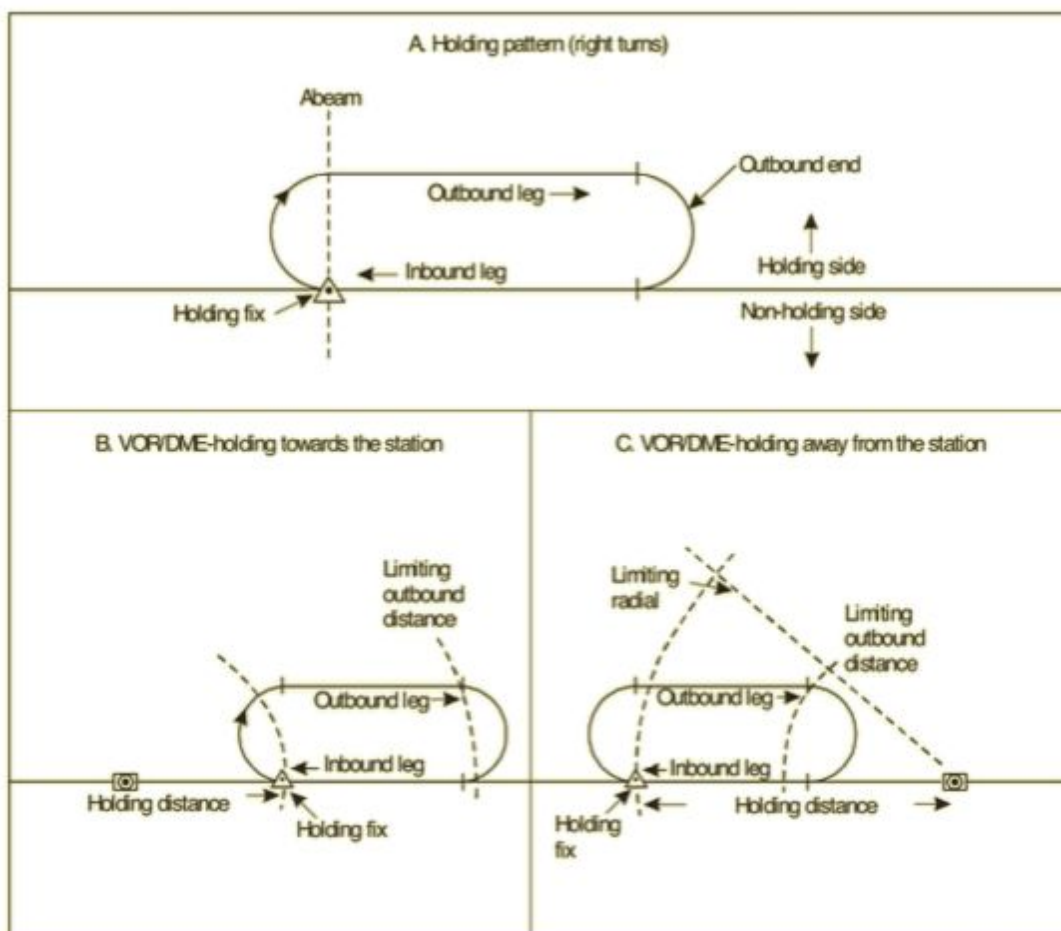 A. Holding pattern (right turns)
Abeam
Outbound end
Outbound leg
Inbound leg
Holding side
Holding fix
Non-holding side
B. VOR/DME-holding towards the station
Limiting
outbound
distance
Outbound leg
Inbound leg
Holding distance
Holding fix
C. VOR/DME-holding away from the station
Limiting
radial
Limiting
outbound
distance
Outbound leg
Inbound leg
Holding distance
Holding
fix